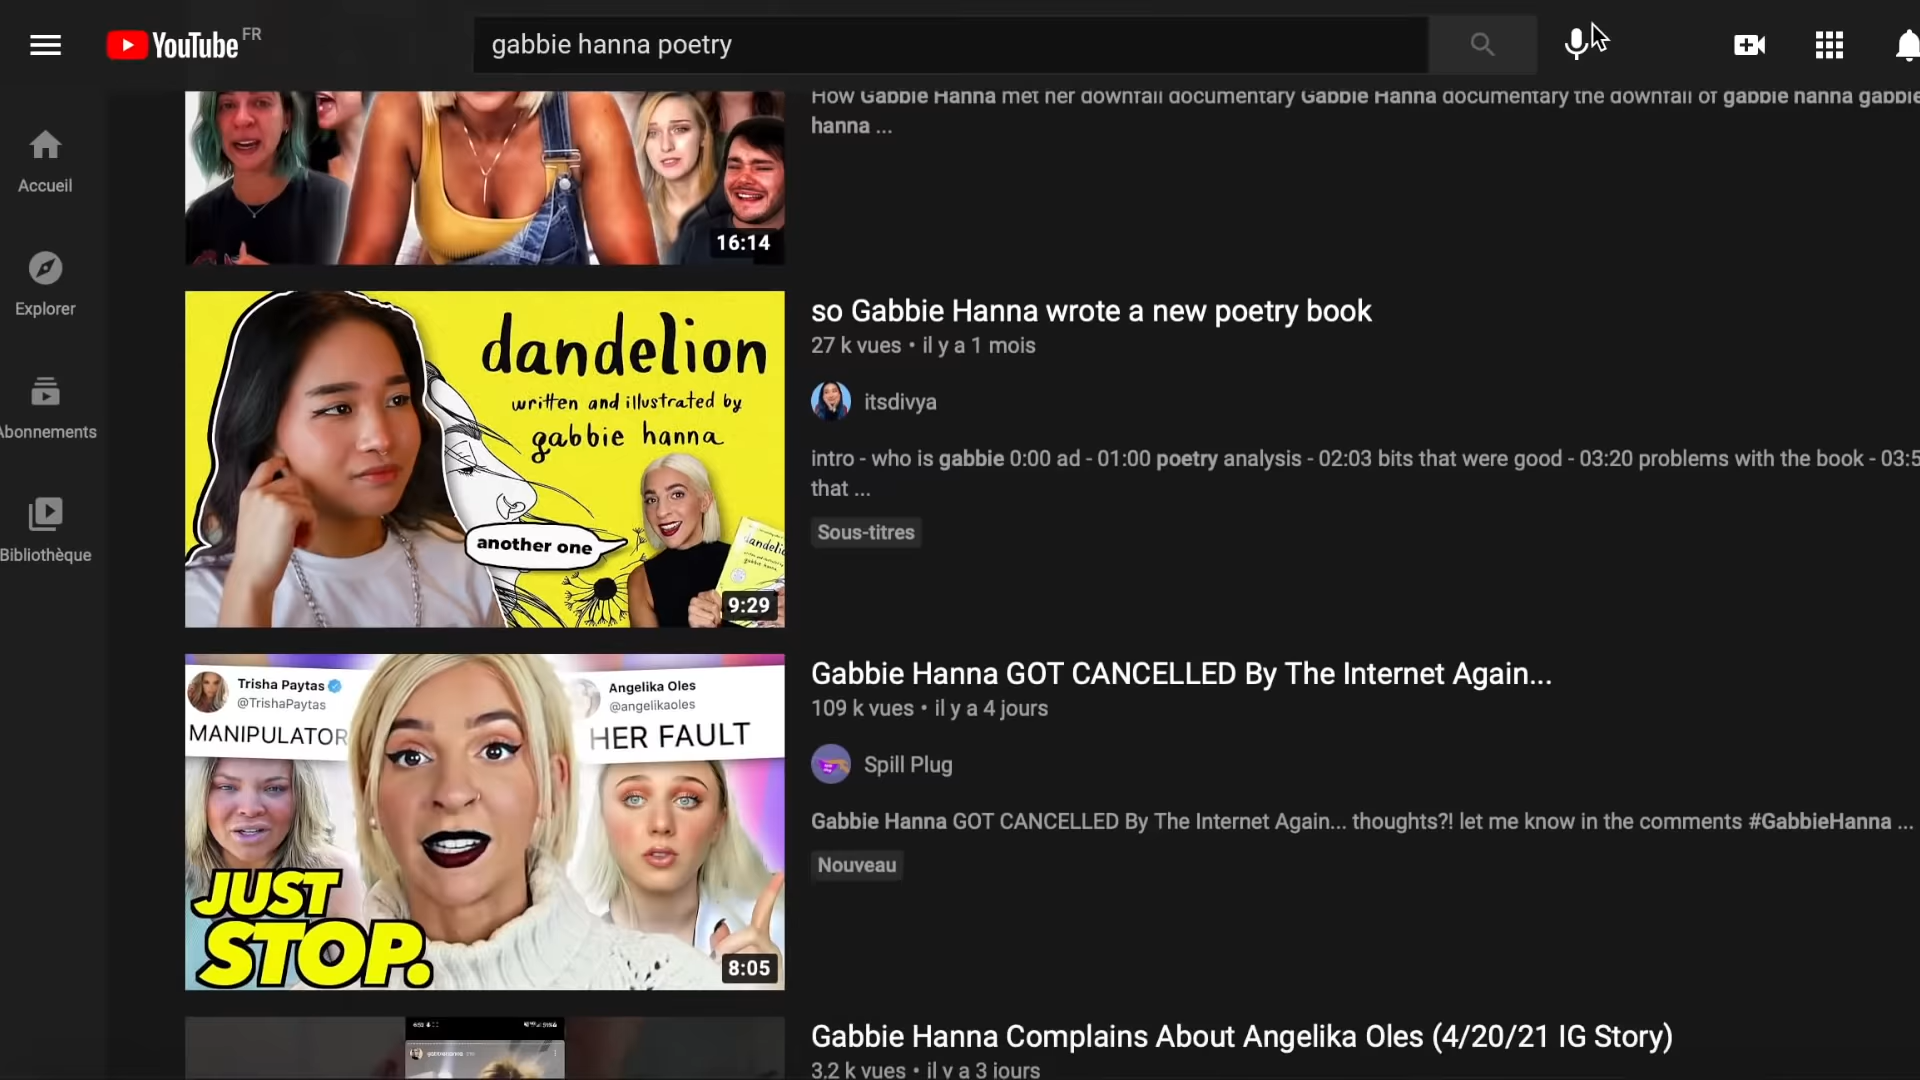 YouTube FR
gabbie hanna poetry
Accueil
Explorer
Abonnements
Bibliothèque
16:14
How Gabbie Hanna met her downfall documentary Gabbie Hanna documentary the downfall of gabbie hanna gabbie
hanna ...
dandelion
written and illustrated by
gabbie hanna
another one
9:29
so Gabbie Hanna wrote a new poetry book
27 k vues • il y a 1 mois
itsdivya
intro - who is gabbie 0:00 ad - 01:00 poetry analysis - 02:03 bits that were good - 03:20 problems with the book - 03:5
that ...
Sous-titres
Trisha Paytas
@TrishaPaytas
MANIPULATOR
Angelika Oles
@angelikaoles
HER FAULT
JUST
STOP.
8:05
Gabbie Hanna GOT CANCELLED By The Internet Again...
109 k vues • il y a 4 jours
Spill Plug
Gabbie Hanna GOT CANCELLED By The Internet Again... thoughts?! let me know in the comments #GabbieHanna ...
Nouveau
Gabbie Hanna Complains About Angelika Oles (4/20/21 IG Story)
3,2 k vues • il y a 3 jours